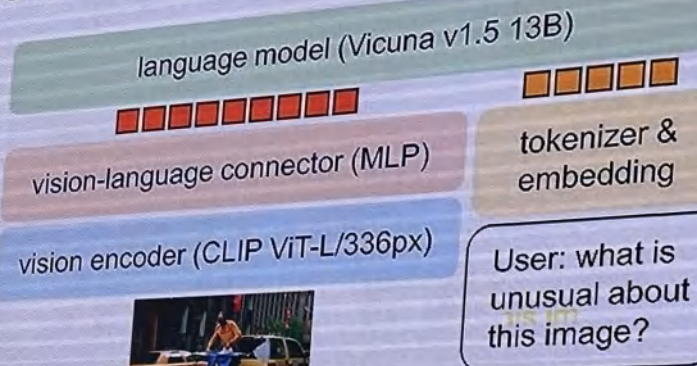 language model (Vicuna v1.5 13B)
vision-language connector (MLP)
tokenizer &
embedding
vision encoder (CLIP ViT-L/336px)
User: what is
unusual about
this image?